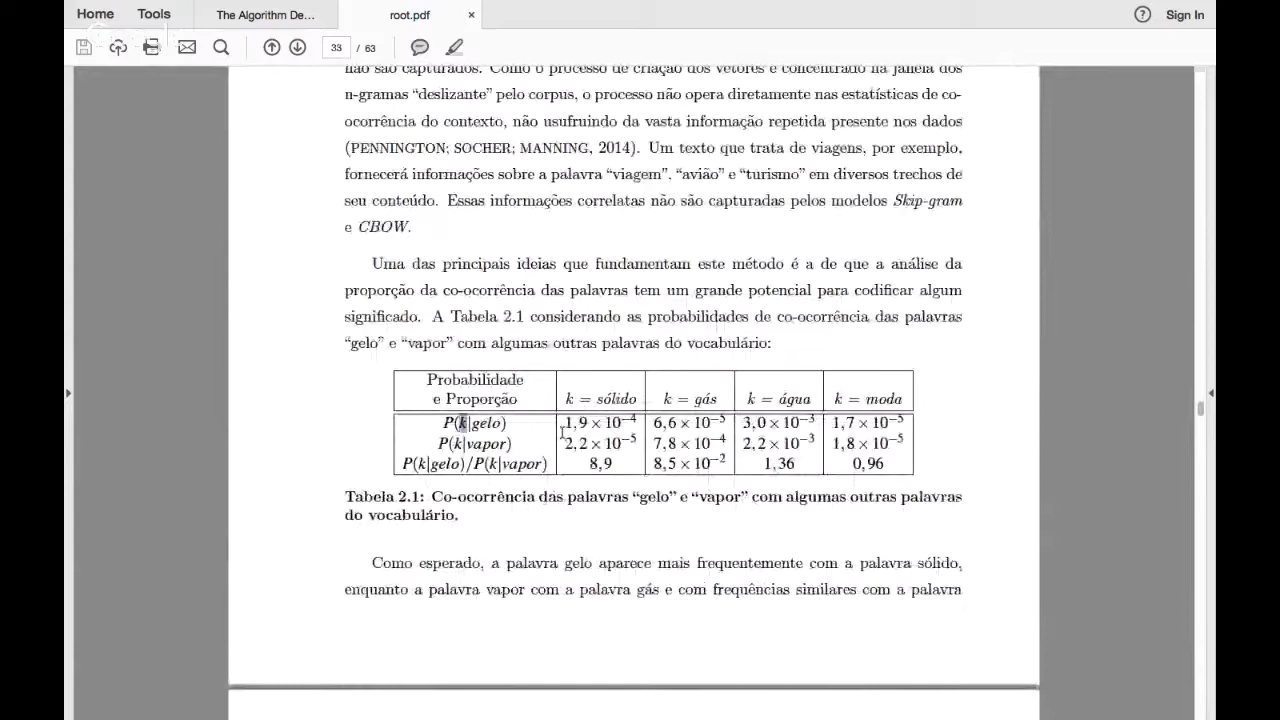 Home Tools The Algorithm De... root.pdf × Sign In
33 / 63
não são capturados. Como o processo de criação dos vetores é concentrado na janela dos
n-gramas “deslizante” pelo corpus, o processo não opera diretamente nas estatísticas de co-
ocorrência do contexto, não usufruindo da vasta informação repetida presente nos dados
(PENNINGTON; SOCHER; MANNING, 2014). Um texto que trata de viagens, por exemplo,
fornecerá informações sobre a palavra “viagem”, “avião” e “turismo” em diversos trechos de
seu conteúdo. Essas informações correlatas não são capturadas pelos modelos Skip-gram
e CBOW.
Uma das principais ideias que fundamentam este método é a de que a análise da
proporção da co-ocorrência das palavras tem um grande potencial para codificar algum
significado. A Tabela 2.1 considerando as probabilidades de co-ocorrência das palavras
“gelo” e “vapor” com algumas outras palavras do vocabulário:
Probabilidade
e Proporção k = sólido k = gás k = água k = moda
P(k|gelo) 1,9 × 10⁻⁴ 6,6 × 10⁻⁵ 3,0 × 10⁻³ 1,7 × 10⁻⁵
P(k|vapor) 2,2 × 10⁻⁵ 7,8 × 10⁻⁴ 2,2 × 10⁻³ 1,8 × 10⁻⁵
P(k|gelo)/P(k|vapor) 8,9 8,5 × 10⁻² 1,36 0,96
Tabela 2.1: Co-ocorrência das palavras “gelo” e “vapor” com algumas outras palavras
do vocabulário.
Como esperado, a palavra gelo aparece mais frequentemente com a palavra sólido,
enquanto a palavra vapor com a palavra gás e com frequências similares com a palavra